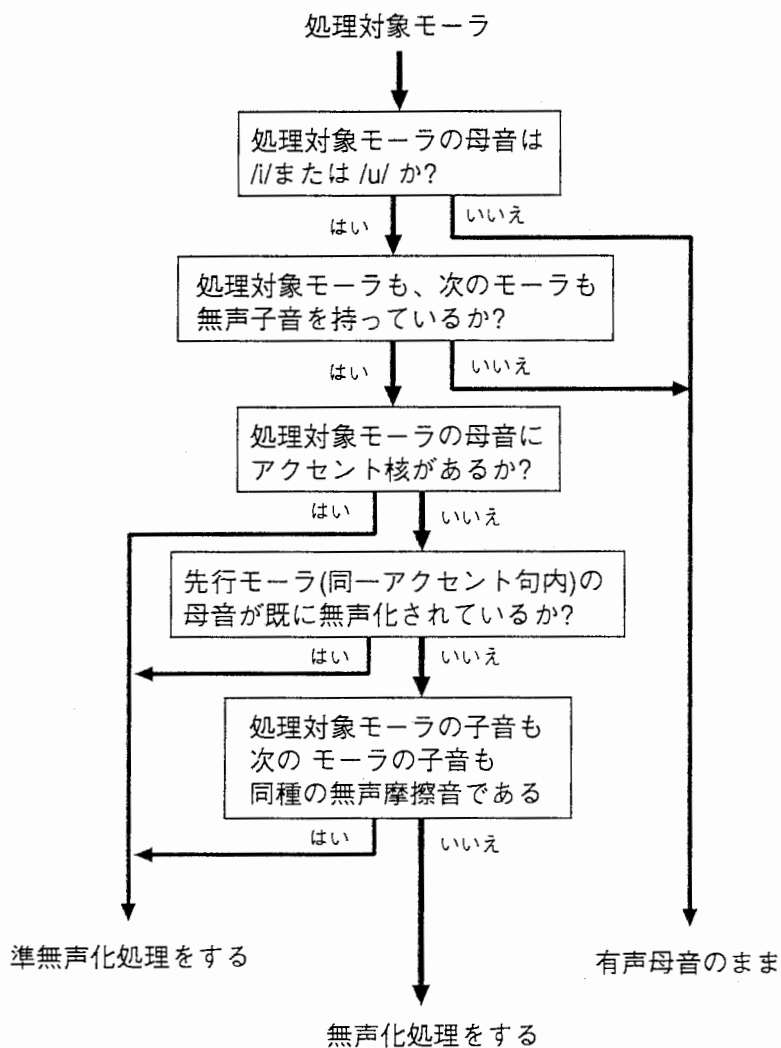 処理対象モーラ
処理対象モーラの母音は
/i/または /u/ か?
はい
いいえ
処理対象モーラも、次のモーラも
無声子音を持っているか?
はい
いいえ
処理対象モーラの母音に
アクセント核があるか?
はい
いいえ
先行モーラ(同一アクセント句内)の
母音が既に無声化されているか?
はい
いいえ
処理対象モーラの子音も
次の モーラの子音も
同種の無声摩擦音である
はい
いいえ
準無声化処理をする
有声母音のまま
無声化処理をする